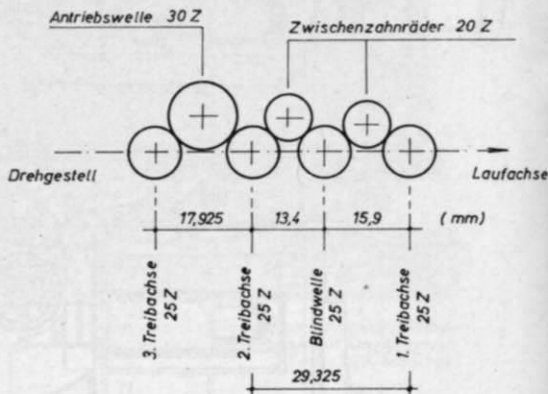 Antriebswelle 30 Z
Zwischenzahnräder 20 Z
Drehgestell
Laufachse
17,925
13,4
15,9
(mm)
3. Treibachse
25 Z
2. Treibachse
25 Z
Blindwelle
25 Z
1. Treibachse
25 Z
29,325